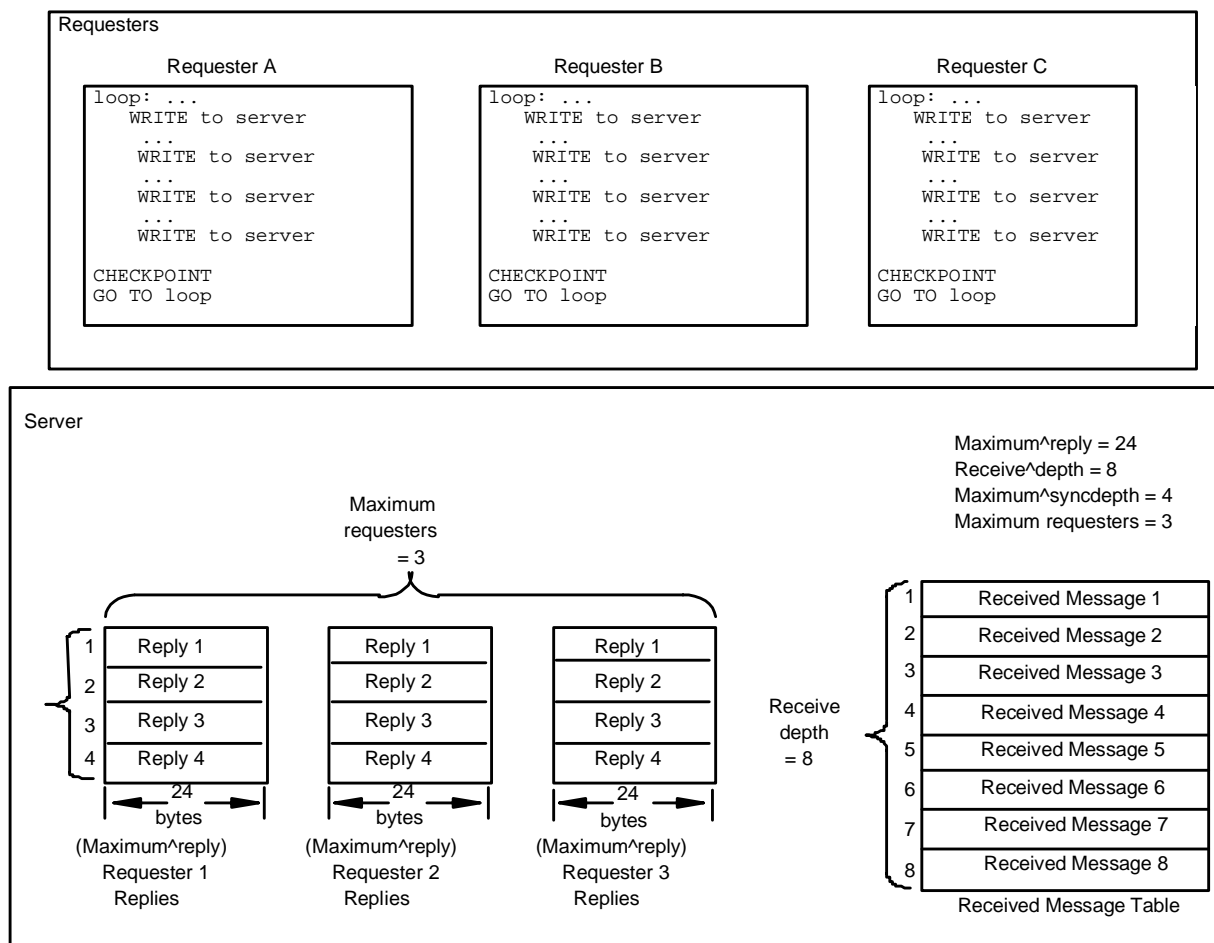 Requesters
Requester A
loop: ...
WRITE to server
...
WRITE to server
...
WRITE to server
...
WRITE to server
CHECKPOINT
GO TO loop
Requester B
loop: ...
WRITE to server
...
WRITE to server
...
WRITE to server
...
WRITE to server
CHECKPOINT
GO TO loop
Requester C
loop: ...
WRITE to server
...
WRITE to server
...
WRITE to server
...
WRITE to server
CHECKPOINT
GO TO loop
Server
Maximum^reply = 24
Receive^depth = 8
Maximum^syncdepth = 4
Maximum requesters = 3
Maximum
requesters
= 3
1 Reply 1
2 Reply 2
3 Reply 3
4 Reply 4
24
bytes
(Maximum^reply)
Requester 1
Replies
Reply 1
Reply 2
Reply 3
Reply 4
24
bytes
(Maximum^reply)
Requester 2
Replies
Reply 1
Reply 2
Reply 3
Reply 4
24
bytes
(Maximum^reply)
Requester 3
Replies
Receive
depth
= 8
1 Received Message 1
2 Received Message 2
3 Received Message 3
4 Received Message 4
5 Received Message 5
6 Received Message 6
7 Received Message 7
8 Received Message 8
Received Message Table